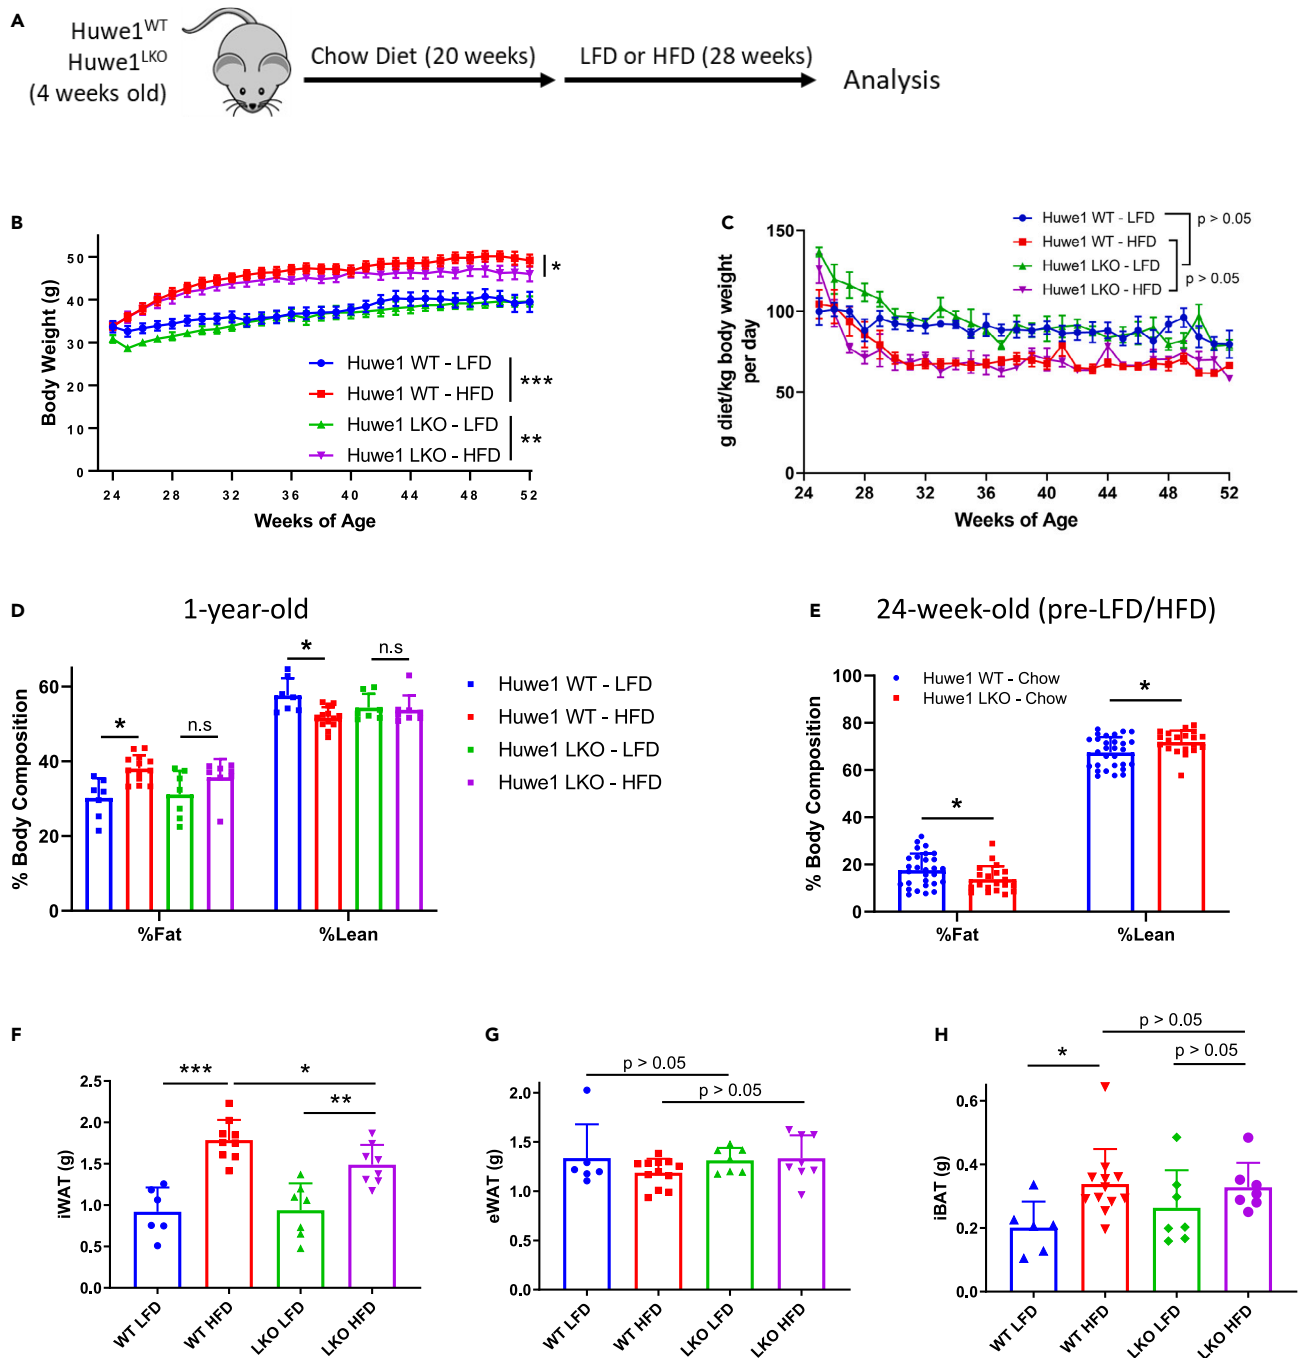 A
Huwe1WT
Huwe1LKO
(4 weeks old)
Chow Diet (20 weeks)
LFD or HFD (28 weeks)
Analysis
B
Body Weight (g)
50
40
30
20
10
0
24 28 32 36 40 44 48 52
Weeks of Age
*
Huwe1 WT - LFD
Huwe1 WT - HFD
***
Huwe1 LKO - LFD
Huwe1 LKO - HFD
**
C
g diet/kg body weight
per day
150
100
50
0
24 28 32 36 40 44 48 52
Weeks of Age
Huwe1 WT - LFD
Huwe1 WT - HFD
Huwe1 LKO - LFD
Huwe1 LKO - HFD
p > 0.05
p > 0.05
D
1-year-old
% Body Composition
60
40
20
0
* n.s * n.s
%Fat %Lean
Huwe1 WT - LFD
Huwe1 WT - HFD
Huwe1 LKO - LFD
Huwe1 LKO - HFD
E
24-week-old (pre-LFD/HFD)
% Body Composition
100
80
60
40
20
0
Huwe1 WT - Chow
Huwe1 LKO - Chow
* *
%Fat %Lean
F
iWAT (g)
2.5
2.0
1.5
1.0
0.5
0.0
*** * **
WT LFD
WT HFD
LKO LFD
LKO HFD
G
eWAT (g)
2.0
1.5
1.0
0.5
0.0
p > 0.05
p > 0.05
WT LFD
WT HFD
LKO LFD
LKO HFD
H
iBAT (g)
0.6
0.4
0.2
0.0
p > 0.05
* p > 0.05
WT LFD
WT HFD
LKO LFD
LKO HFD